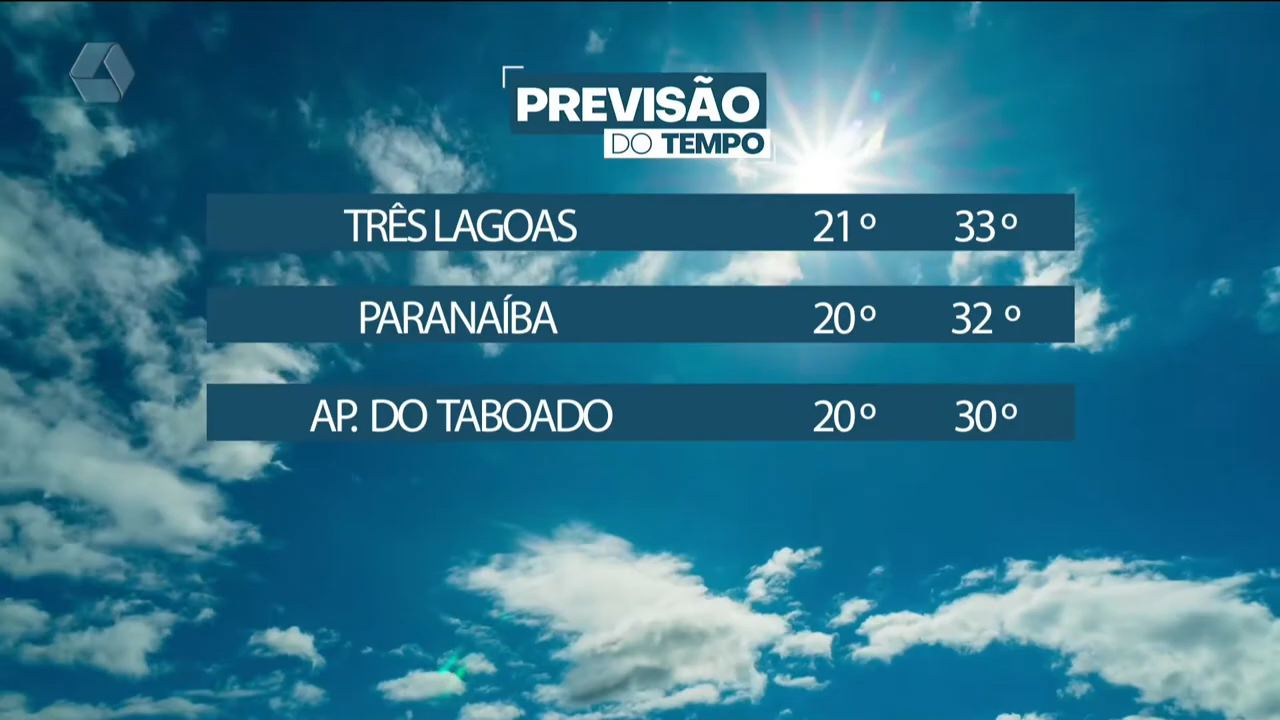 PREVISÃO
DO TEMPO
TRÊS LAGOAS 21º 33º
PARANAÍBA 20º 32 º
AP. DO TABOADO 20º 30º